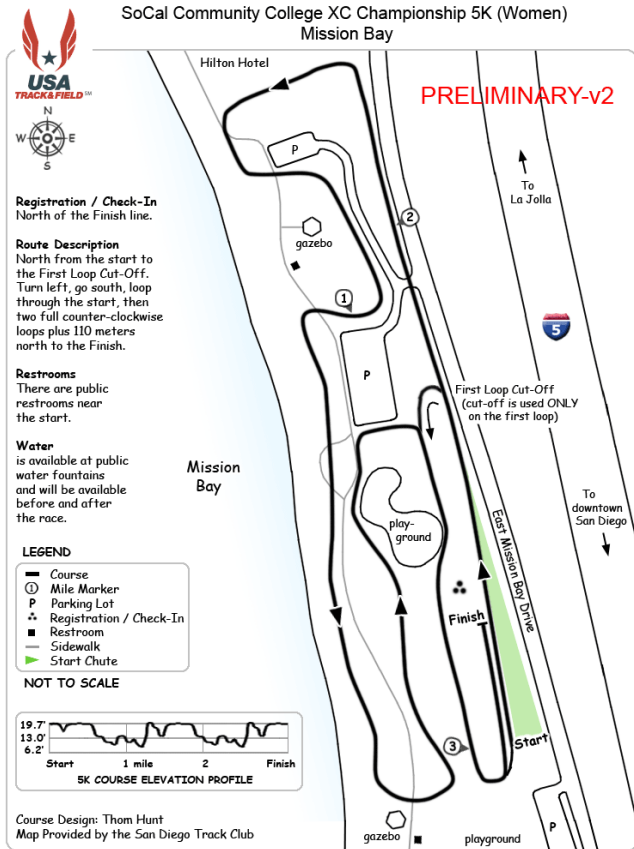 SoCal Community College XC Championship 5K (Women)
Mission Bay
USA
TRACK&FIELD SM
N
W E
S
Hilton Hotel
PRELIMINARY-v2
P
To
La Jolla
Registration / Check-In
North of the Finish line.
2
gazebo
Route Description
North from the start to
the First Loop Cut-Off.
Turn left, go south, loop
through the start, then
two full counter-clockwise
loops plus 110 meters
north to the Finish.
1
5
P
Restrooms
There are public
restrooms near
the start.
First Loop Cut-Off
(cut-off is used ONLY
on the first loop)
Water
is available at public
water fountains
and will be available
before and after
the race.
Mission
Bay
play-
ground
To
downtown
San Diego
East Mission Bay Drive
LEGEND
Course
1 Mile Marker
P Parking Lot
Registration / Check-In
Restroom
Sidewalk
Start Chute
NOT TO SCALE
Finish
Start
3
19.7'
13.0'
6.2'
Start 1 mile 2 Finish
5K COURSE ELEVATION PROFILE
Course Design: Thom Hunt
Map Provided by the San Diego Track Club
gazebo
playground
P